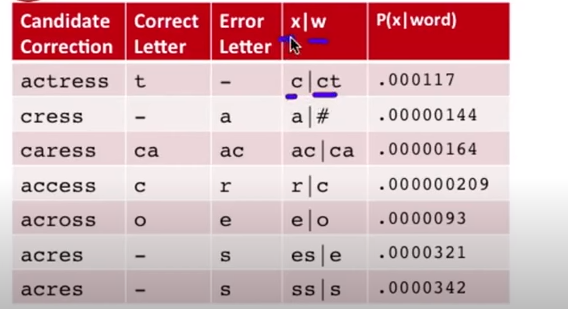 Candidate Correction | Correct Letter | Error Letter | x|w | P(x|word)
actress | t | - | c|ct | .000117
cress | - | a | a|# | .00000144
caress | ca | ac | ac|ca | .00000164
access | c | r | r|c | .000000209
across | o | e | e|o | .0000093
acres | - | s | es|e | .0000321
acres | - | s | ss|s | .0000342